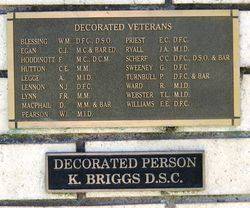 DECORATED VETERANS
BLESSING W.M. D.F.C., D.S.O. PRIEST E.C. D.F.C.
EGAN C.J. M.C & BAR E.D. RYALL J.A. M.I.D.
HODDINOTT F. M.C., D.C.M. SCHERF C.C. D.F.C., D.S.O. & BAR
HUTTON C.E. M.M. SWEENEY G. D.F.C.
LEGGE A. M.I.D. TURNBULL P. D.F.C. & BAR
LENNON N.J. D.F.C. WARD R. M.I.D.
LYNN F.R. M.M. WEBSTER T.L. M.I.D.
MACPHAIL D. M.M. & BAR WILLIAMS E.E. D.F.C.
PEARSON W.J. M.I.D.
DECORATED PERSON
K. BRIGGS D.S.C.